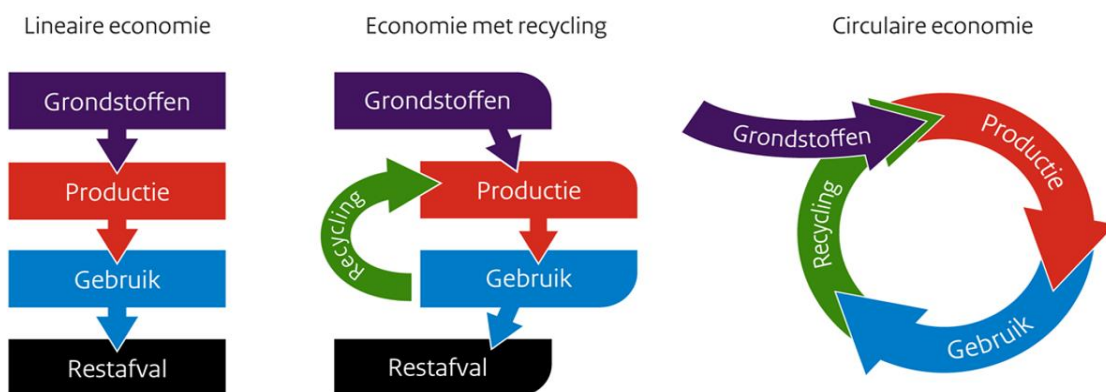 Lineaire economie
Grondstoffen
Productie
Gebruik
Restafval
Economie met recycling
Grondstoffen
Productie
Recycling
Gebruik
Restafval
Circulaire economie
Grondstoffen
Productie
Gebruik
Recycling